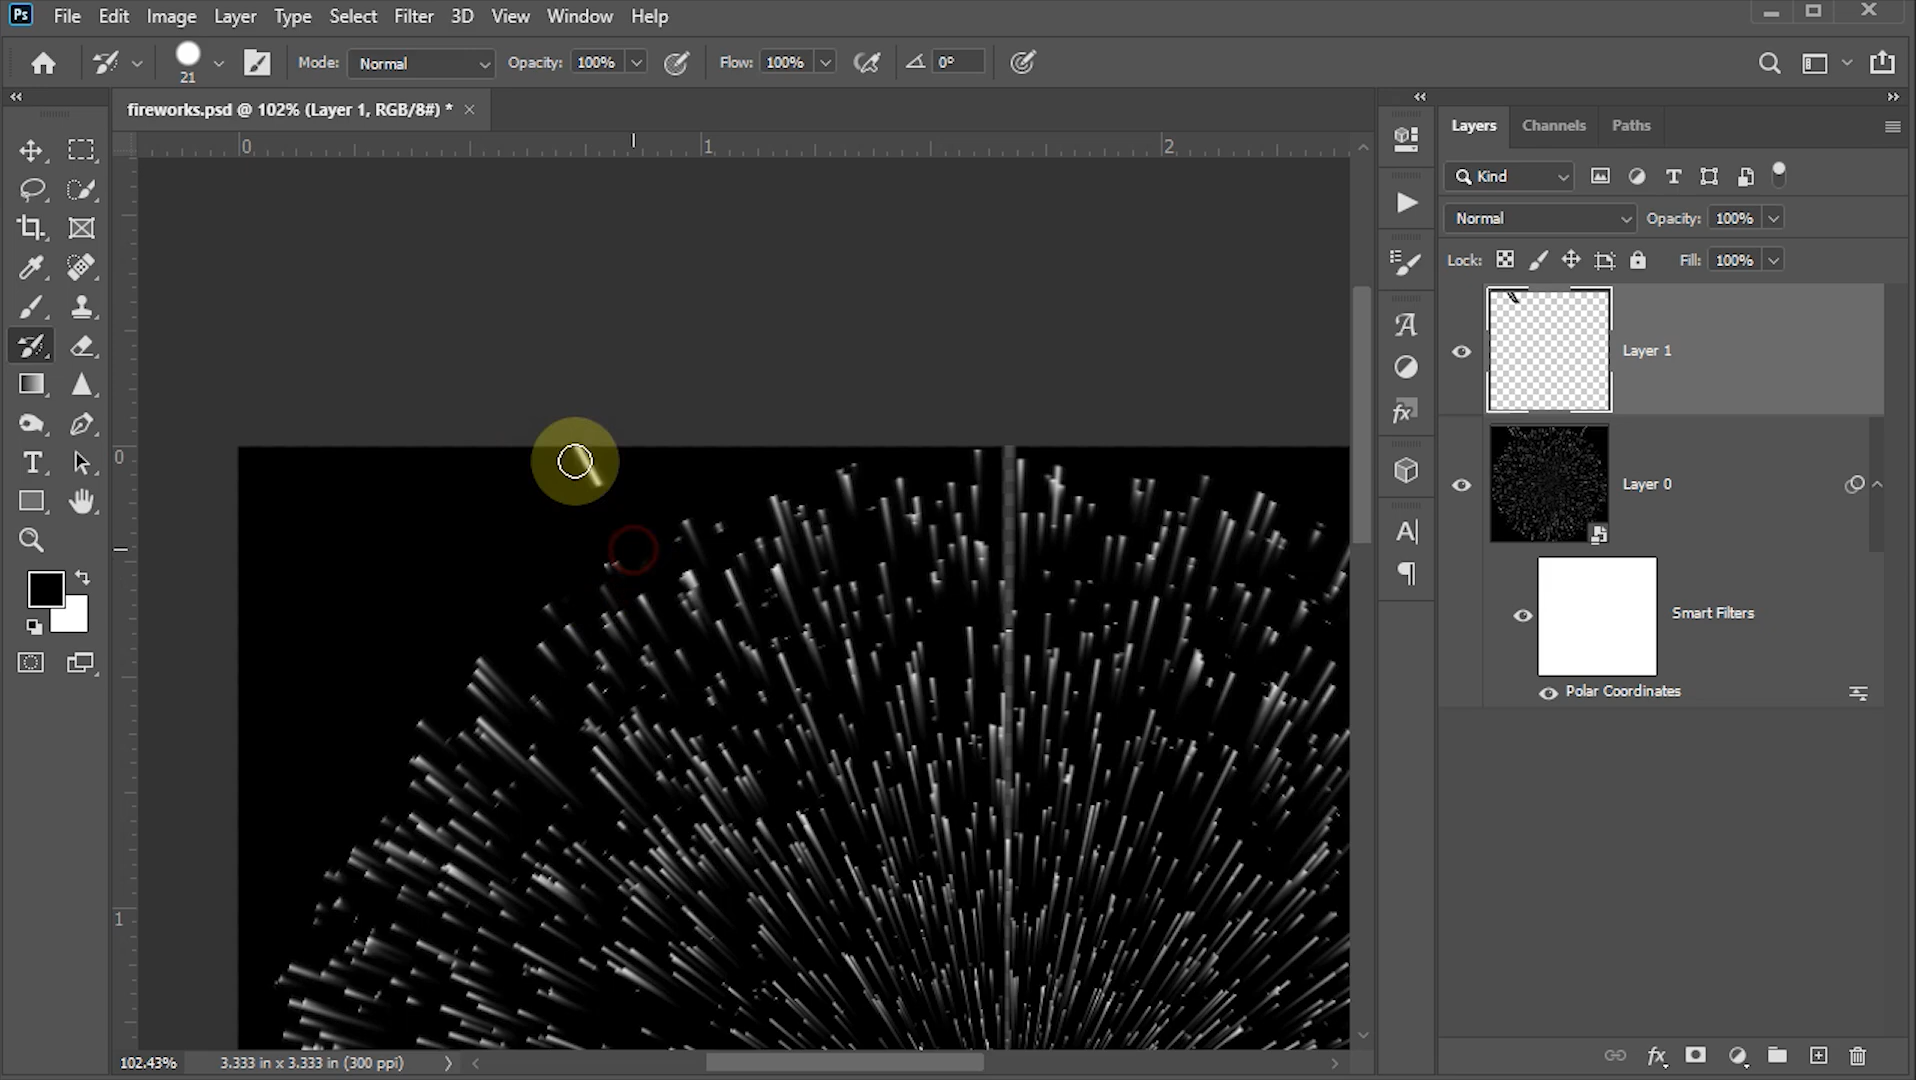 Ps File Edit Image Layer Type Select Filter 3D View Window Help
21 Mode: Normal Opacity: 100% Flow: 100% 0°
fireworks.psd @ 102% (Layer 1, RGB/8#) * ×
Layers Channels Paths
0 1 2
Kind
Normal Opacity: 100%
Lock: Fill: 100%
Layer 1
0
Layer 0
Smart Filters
Polar Coordinates
1
102.43% 3.333 in x 3.333 in (300 ppi)